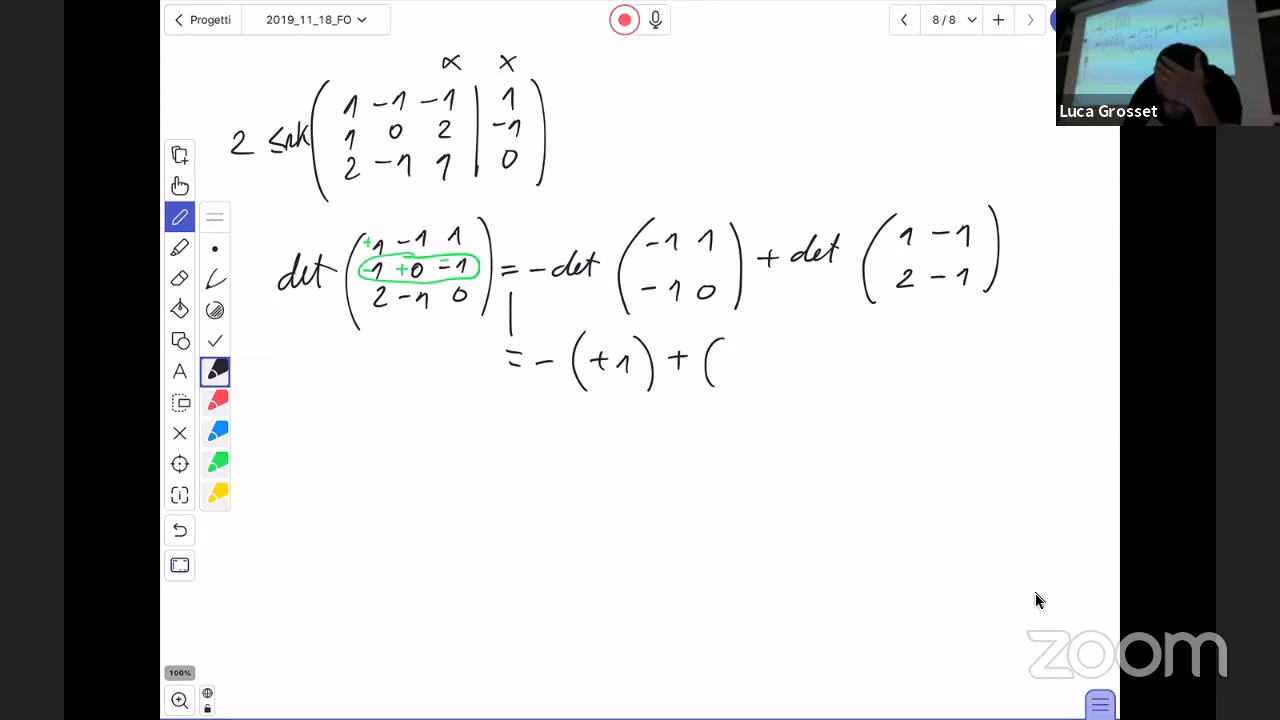 Progetti 2019_11_18_FO 8/8
Luca Grosset
∝ x
2 ≤ rk ( 1 -1 -1 | 1
1 0 2 | -1
2 -1 1 | 0 )
det ( +1 -1 1
-1 +0 =1
2 -1 0 ) = - det ( -1 1
-1 0 ) + det ( 1 -1
2 -1 )
= - (+1) + (
A
100%
zoom